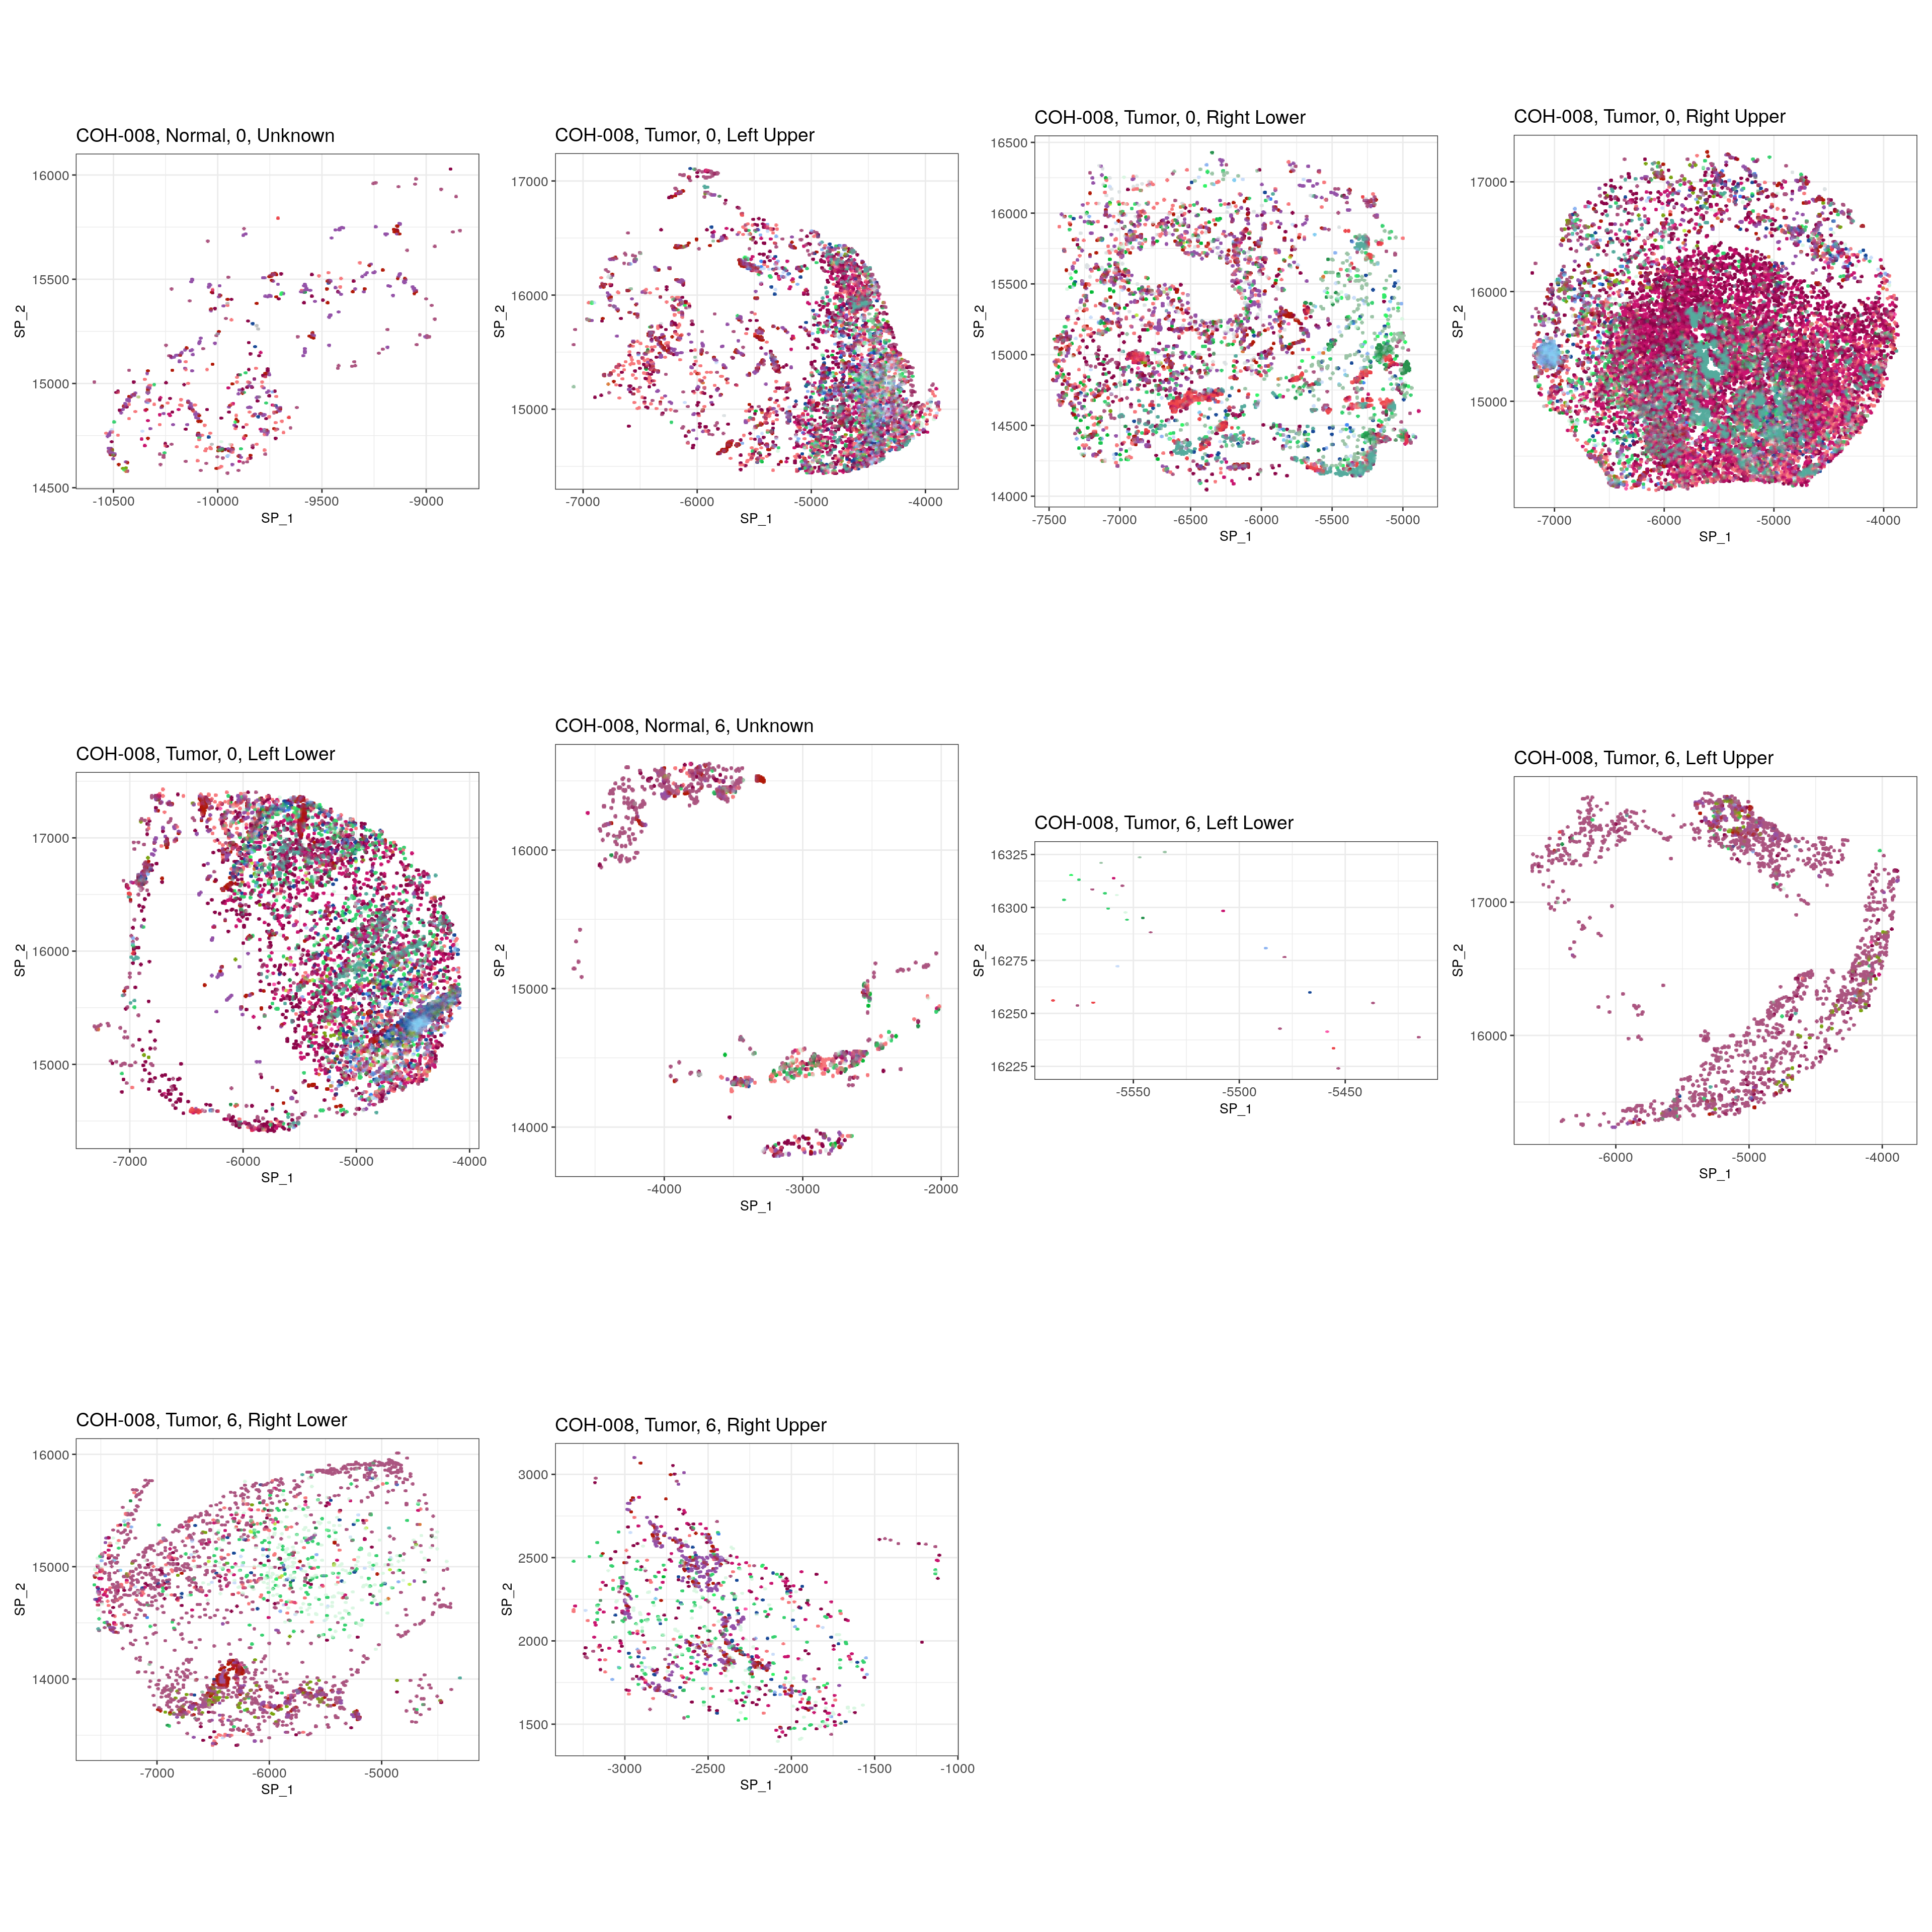 COH-008, Normal, 0, Unknown
16000
15500
15000
14500
SP_2
-10500 -10000 -9500 -9000
SP_1
COH-008, Tumor, 0, Left Upper
17000
16000
15000
SP_2
-7000 -6000 -5000 -4000
SP_1
COH-008, Tumor, 0, Right Lower
16500
16000
15500
15000
14500
14000
SP_2
-7500 -7000 -6500 -6000 -5500 -5000
SP_1
COH-008, Tumor, 0, Right Upper
17000
16000
15000
SP_2
-7000 -6000 -5000 -4000
SP_1
COH-008, Tumor, 0, Left Lower
17000
16000
15000
SP_2
-7000 -6000 -5000 -4000
SP_1
COH-008, Normal, 6, Unknown
16000
15000
14000
SP_2
-4000 -3000 -2000
SP_1
COH-008, Tumor, 6, Left Lower
16325
16300
16275
16250
16225
SP_2
-5550 -5500 -5450
SP_1
COH-008, Tumor, 6, Left Upper
17000
16000
SP_2
-6000 -5000 -4000
SP_1
COH-008, Tumor, 6, Right Lower
16000
15000
14000
SP_2
-7000 -6000 -5000
SP_1
COH-008, Tumor, 6, Right Upper
3000
2500
2000
1500
SP_2
-3000 -2500 -2000 -1500 -1000
SP_1